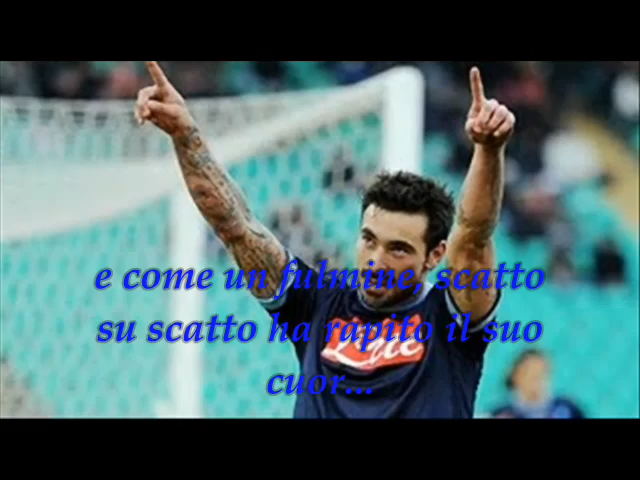 e come un fulmine, scatto
su scatto ha rapito il suo
cuor...
Lete